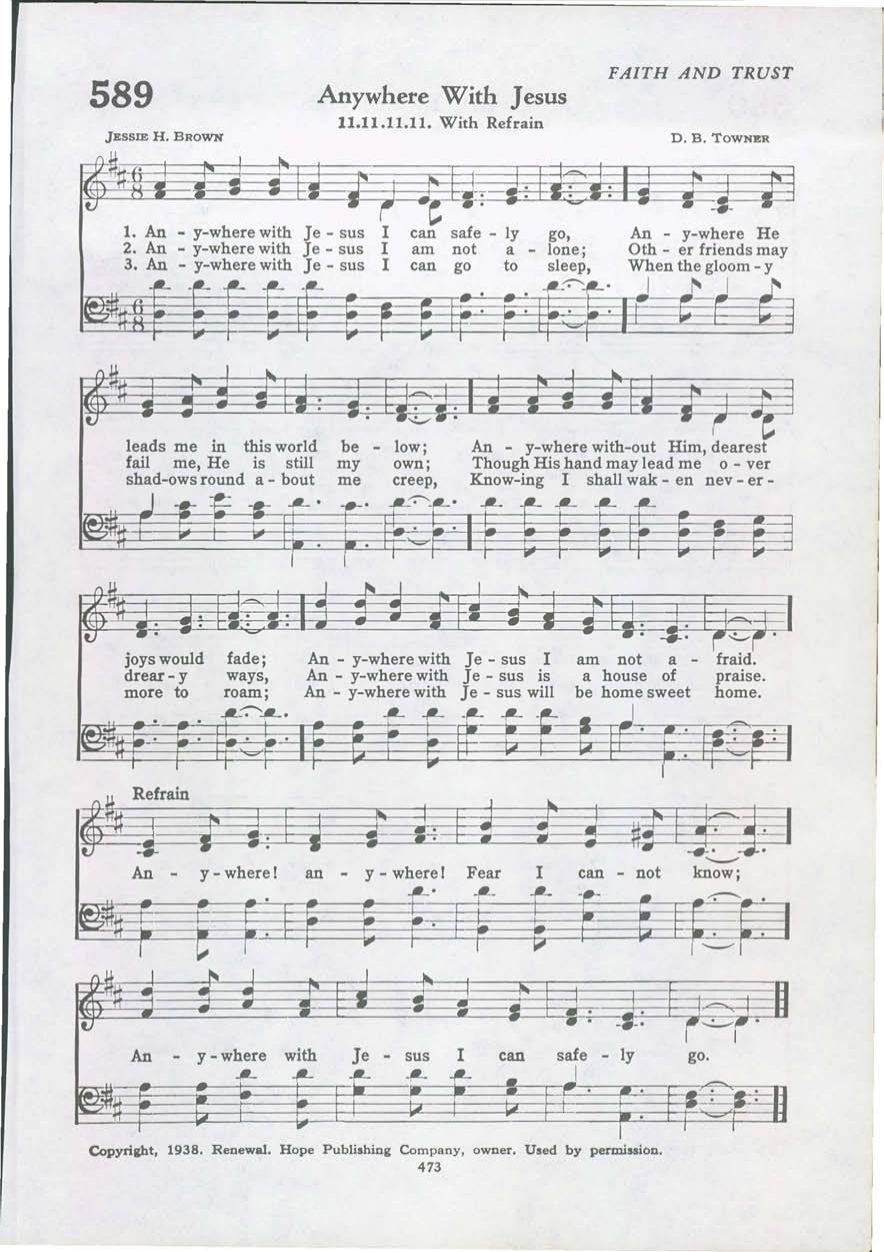 FAITH AND TRUST
589
Anywhere With Jesus
11.11.11.11. With Refrain
JESSIE H. BROWN
D. B. TOWNER
1. An - y-where with Je - sus I can safe - ly go, An - y-where He
2. An - y-where with Je - sus I am not a - lone; Oth - er friends may
3. An - y-where with Je - sus I can go to sleep, When the gloom - y
leads me in this world be - low; An - y-where with-out Him, dearest
fail me, He is still my own; Though His hand may lead me o - ver
shad-ows round a - bout me creep, Know-ing I shall wak - en nev - er -
joys would fade; An - y-where with Je - sus I am not a - fraid.
drear - y ways, An - y-where with Je - sus is a house of praise.
more to roam; An - y-where with Je - sus will be home sweet home.
Refrain
An - y - where! an - y - where! Fear I can - not know;
An - y - where with Je - sus I can safe - ly go.
Copyright, 1938. Renewal. Hope Publishing Company, owner. Used by permission.
473